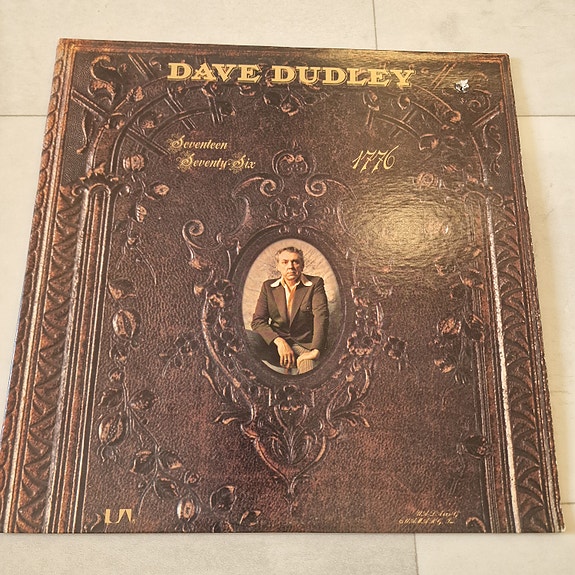 DAVE DUDLEY
Seventeen
Seventy-Six
1776
UA